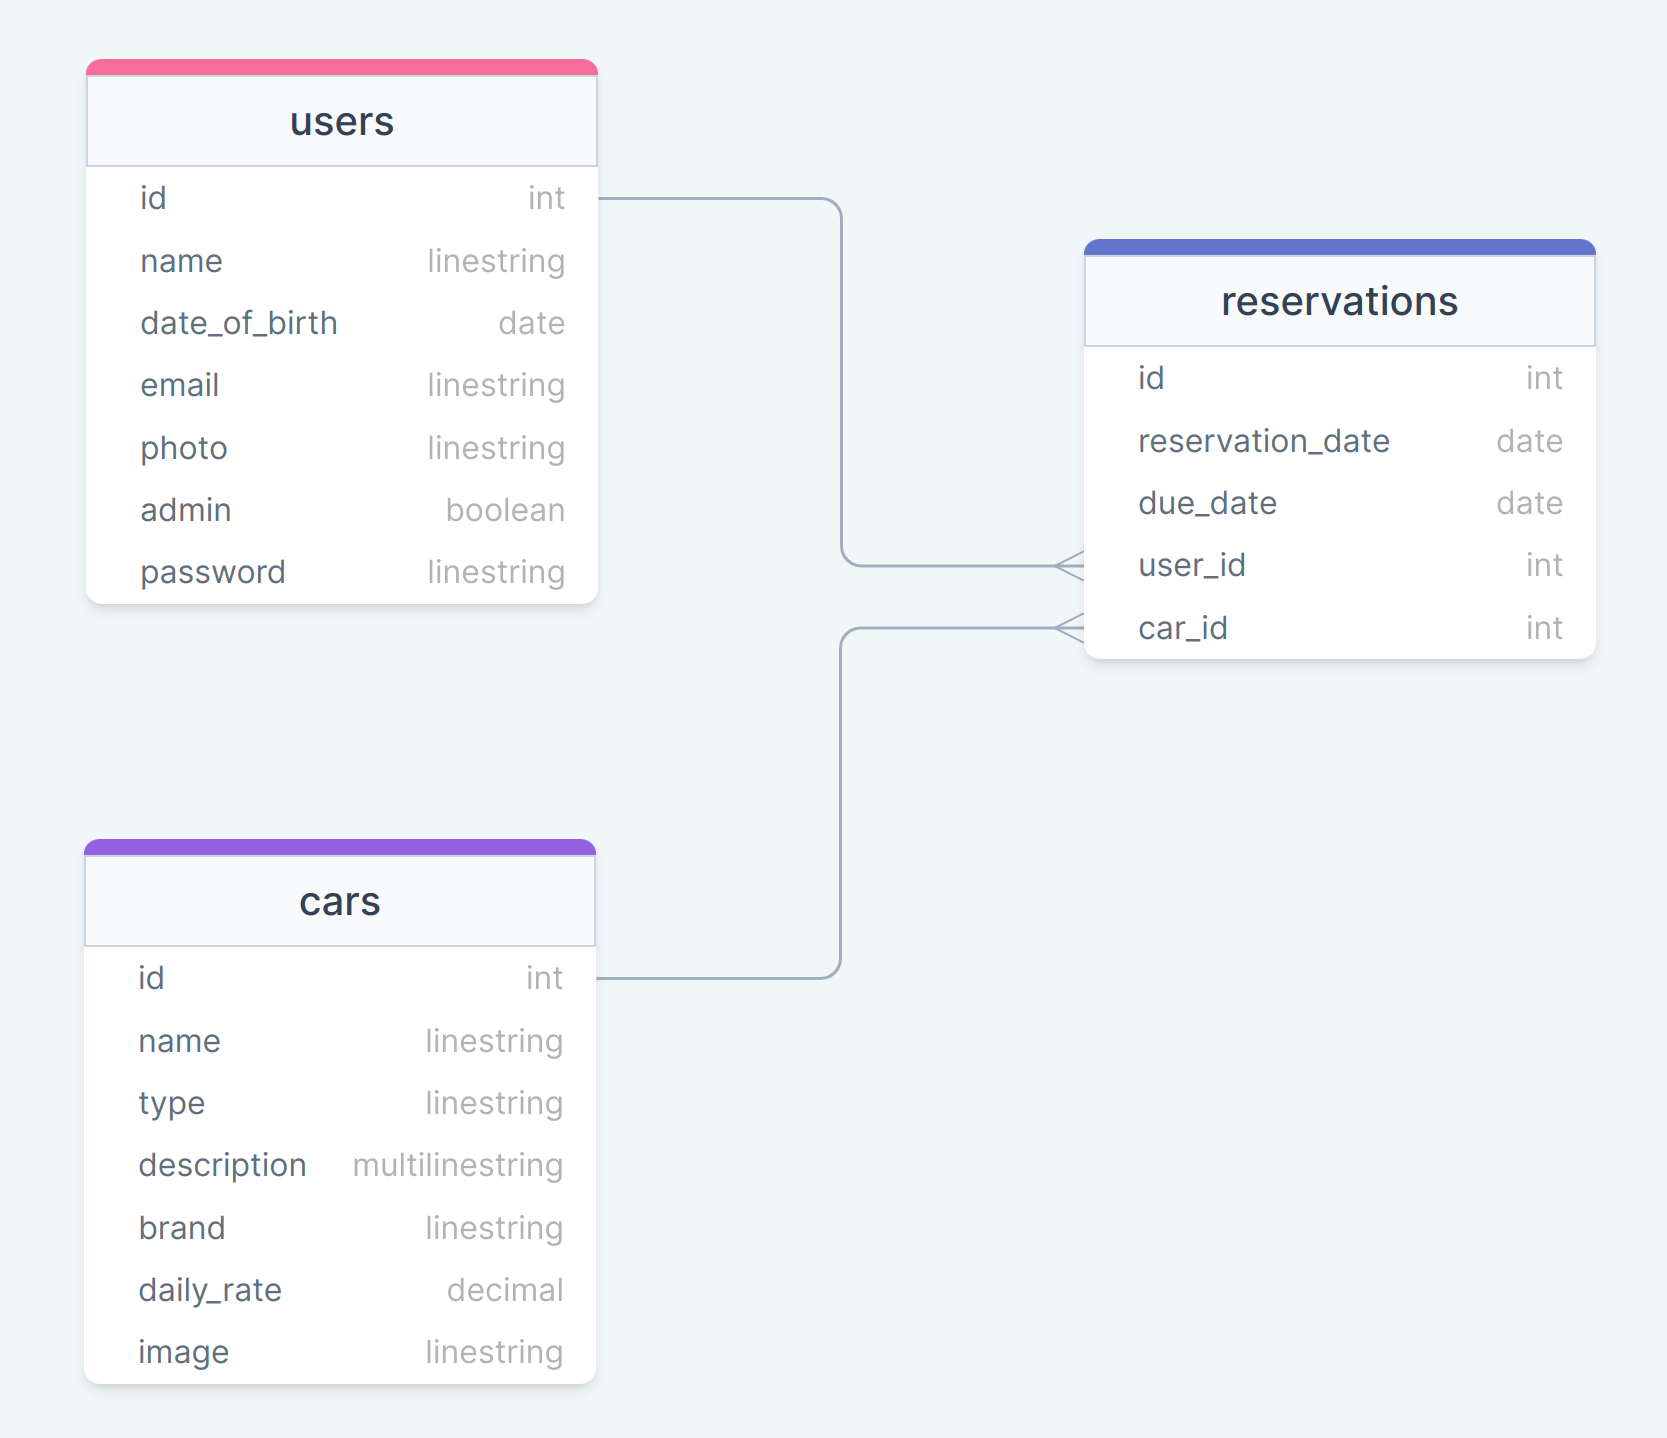 users
id int
name linestring
date_of_birth date
email linestring
photo linestring
admin boolean
password linestring
reservations
id int
reservation_date date
due_date date
user_id int
car_id int
cars
id int
name linestring
type linestring
description multilinestring
brand linestring
daily_rate decimal
image linestring